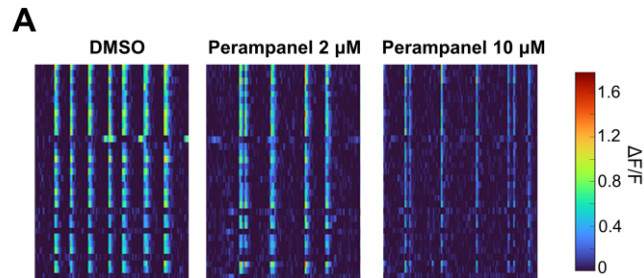 A
DMSO
Perampanel 2 µM
Perampanel 10 µM
1.6
1.2
0.8
0.4
0
ΔF/F